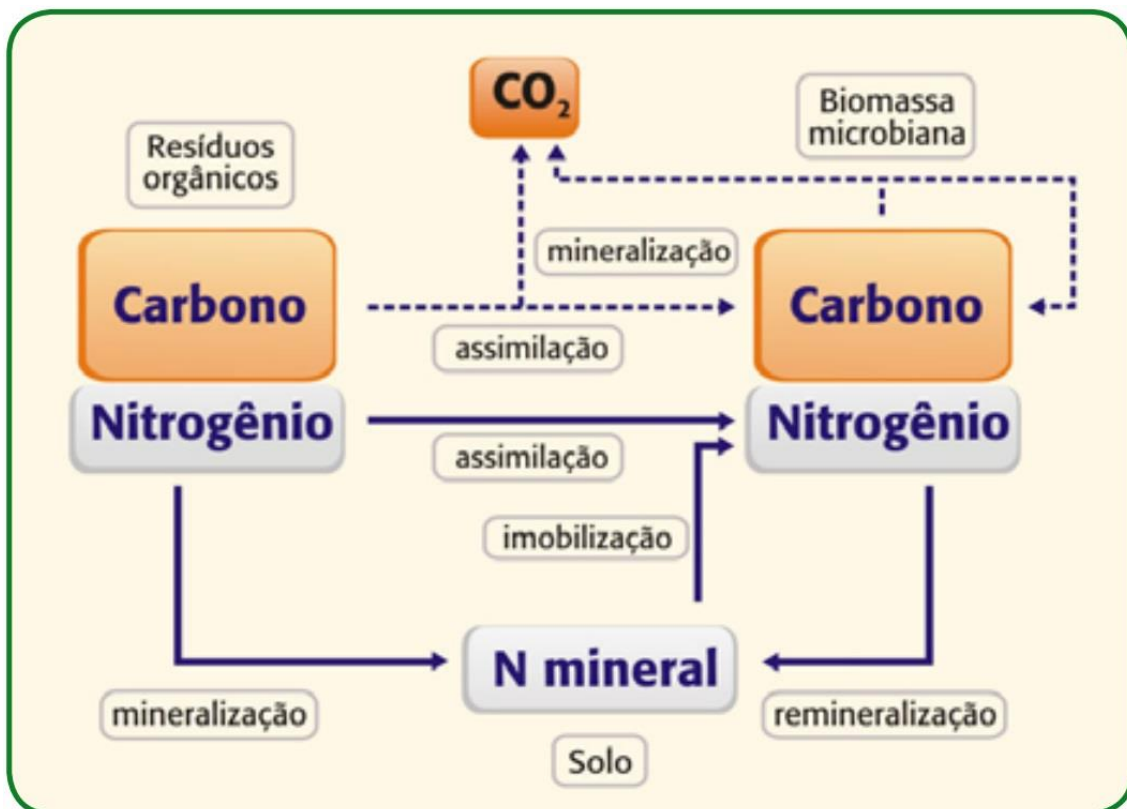 CO₂
Biomassa
microbiana
Resíduos
orgânicos
mineralização
Carbono
Carbono
assimilação
Nitrogênio
Nitrogênio
assimilação
imobilização
N mineral
mineralização
remineralização
Solo